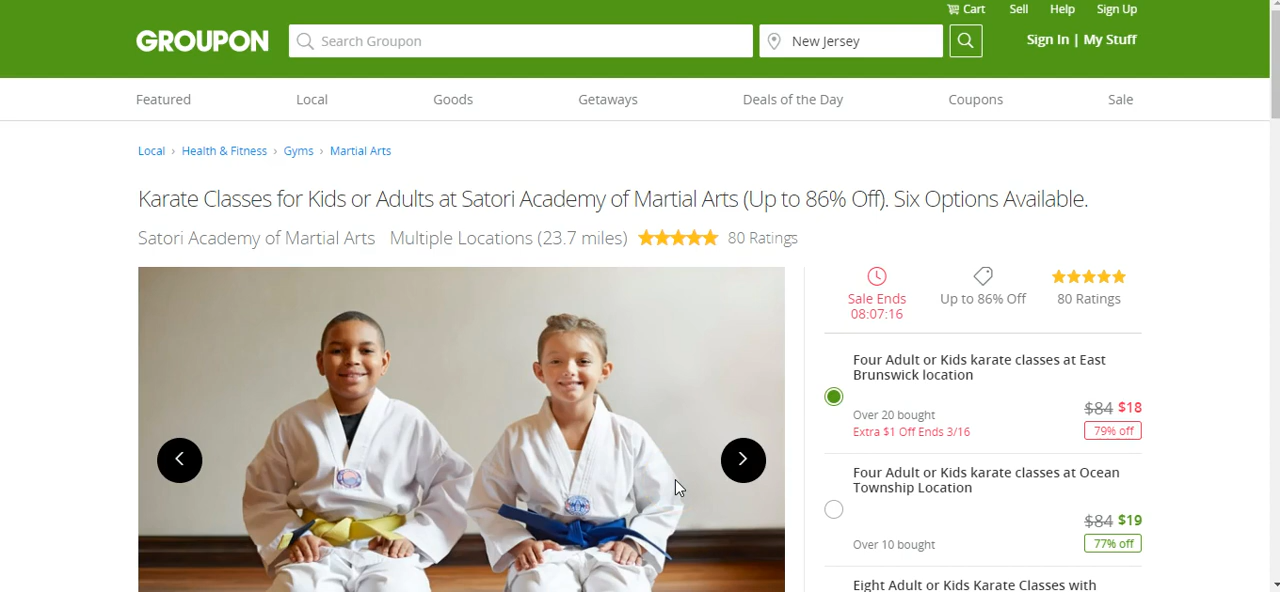 Cart Sell Help Sign Up
GROUPON Search Groupon New Jersey Sign In | My Stuff
Featured Local Goods Getaways Deals of the Day Coupons Sale
Local › Health & Fitness › Gyms › Martial Arts
Karate Classes for Kids or Adults at Satori Academy of Martial Arts (Up to 86% Off). Six Options Available.
Satori Academy of Martial Arts Multiple Locations (23.7 miles) 80 Ratings
Sale Ends
08:07:16
Up to 86% Off
80 Ratings
Four Adult or Kids karate classes at East
Brunswick location
Over 20 bought
Extra $1 Off Ends 3/16
$84 $18
79% off
Four Adult or Kids karate classes at Ocean
Township Location
Over 10 bought
$84 $19
77% off
Eight Adult or Kids Karate Classes with